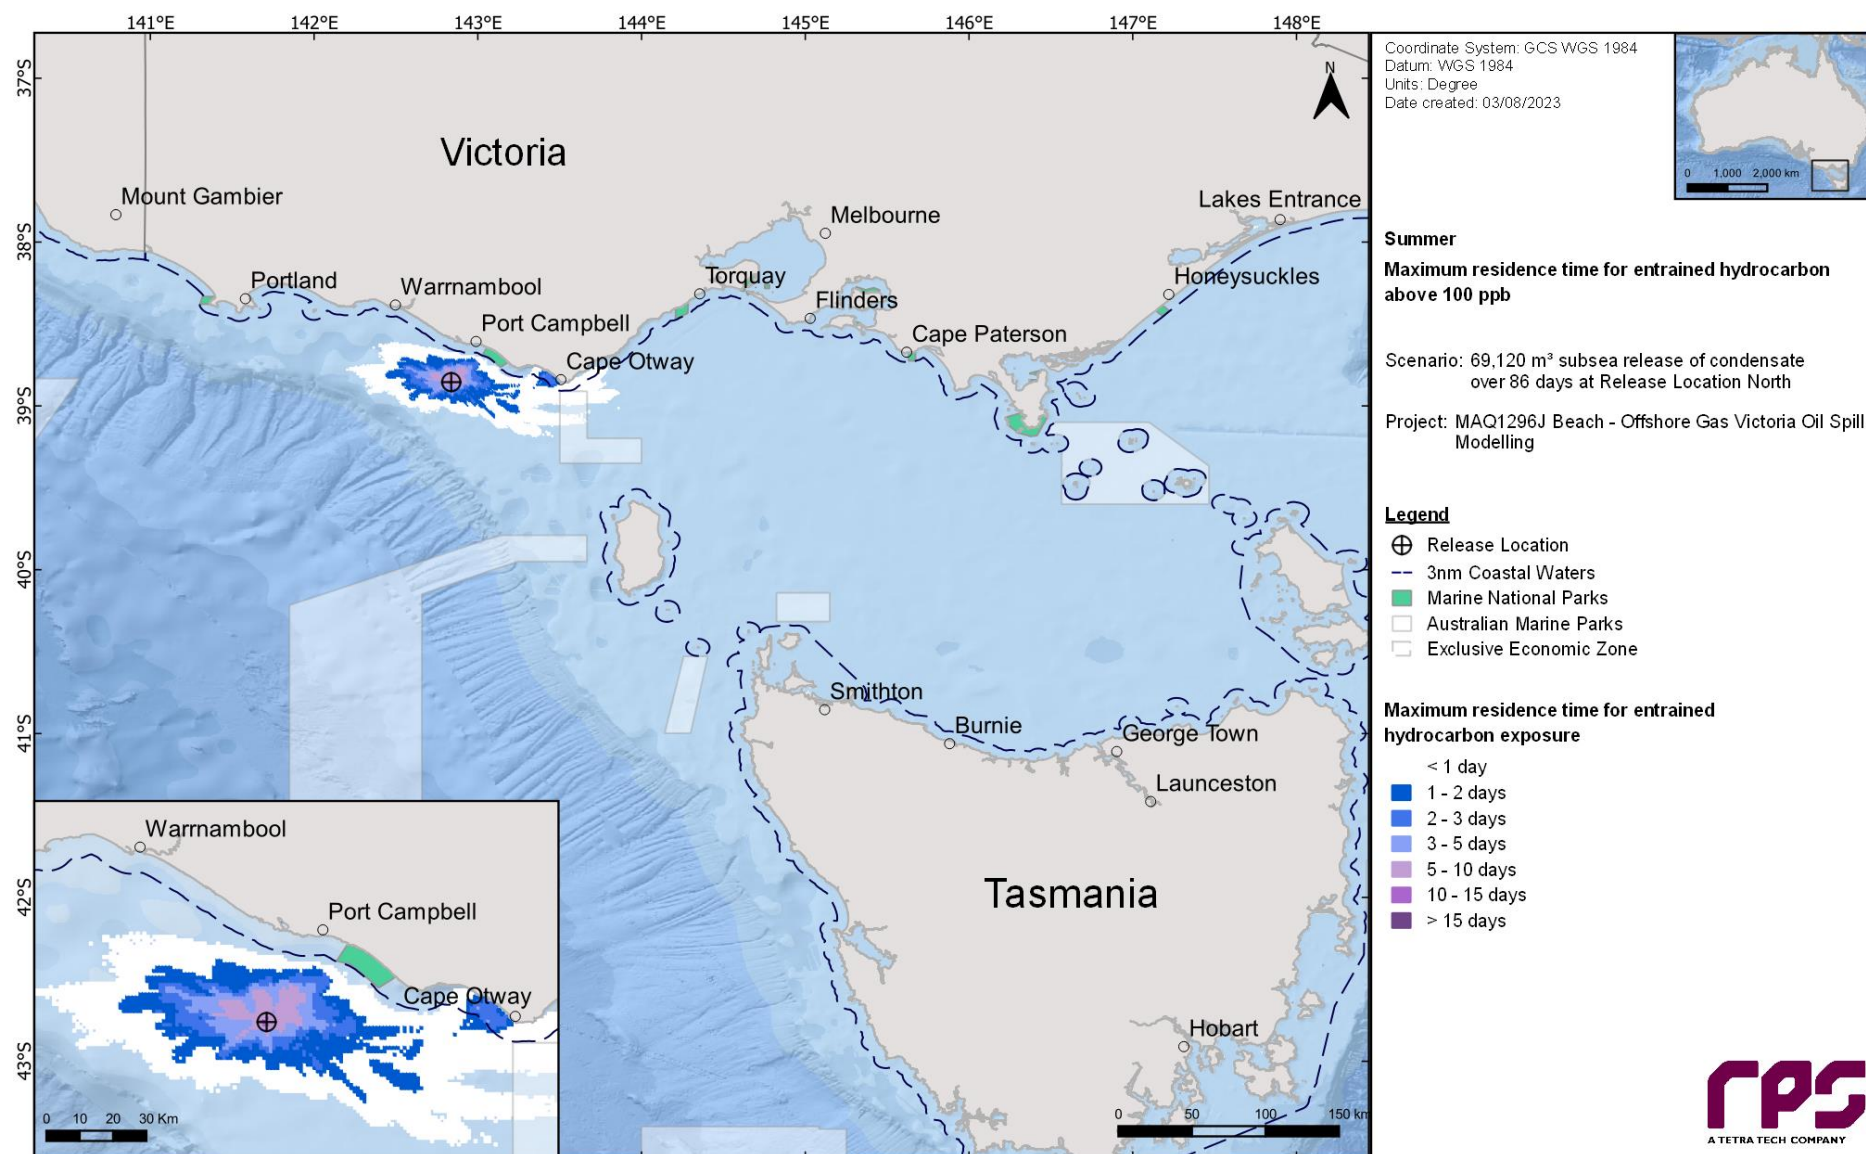 141°E 142°E 143°E 144°E 145°E 146°E 147°E 148°E
37°S
38°S
39°S
40°S
41°S
42°S
43°S
N
Victoria
Mount Gambier
Portland
Warrnambool
Port Campbell
Cape Otway
Torquay
Melbourne
Flinders
Cape Paterson
Lakes Entrance
Honeysuckles
Smithton
Burnie
George Town
Launceston
Tasmania
Hobart
0 50 100 150 km
Warrnambool
Port Campbell
Cape Otway
0 10 20 30 Km
Coordinate System: GCS WGS 1984
Datum: WGS 1984
Units: Degree
Date created: 03/08/2023
0 1,000 2,000 km
Summer
Maximum residence time for entrained hydrocarbon
above 100 ppb
Scenario: 69,120 m³ subsea release of condensate
over 86 days at Release Location North
Project: MAQ1296J Beach - Offshore Gas Victoria Oil Spill
Modelling
Legend
Release Location
3nm Coastal Waters
Marine National Parks
Australian Marine Parks
Exclusive Economic Zone
Maximum residence time for entrained
hydrocarbon exposure
< 1 day
1 - 2 days
2 - 3 days
3 - 5 days
5 - 10 days
10 - 15 days
> 15 days
rps
A TETRA TECH COMPANY